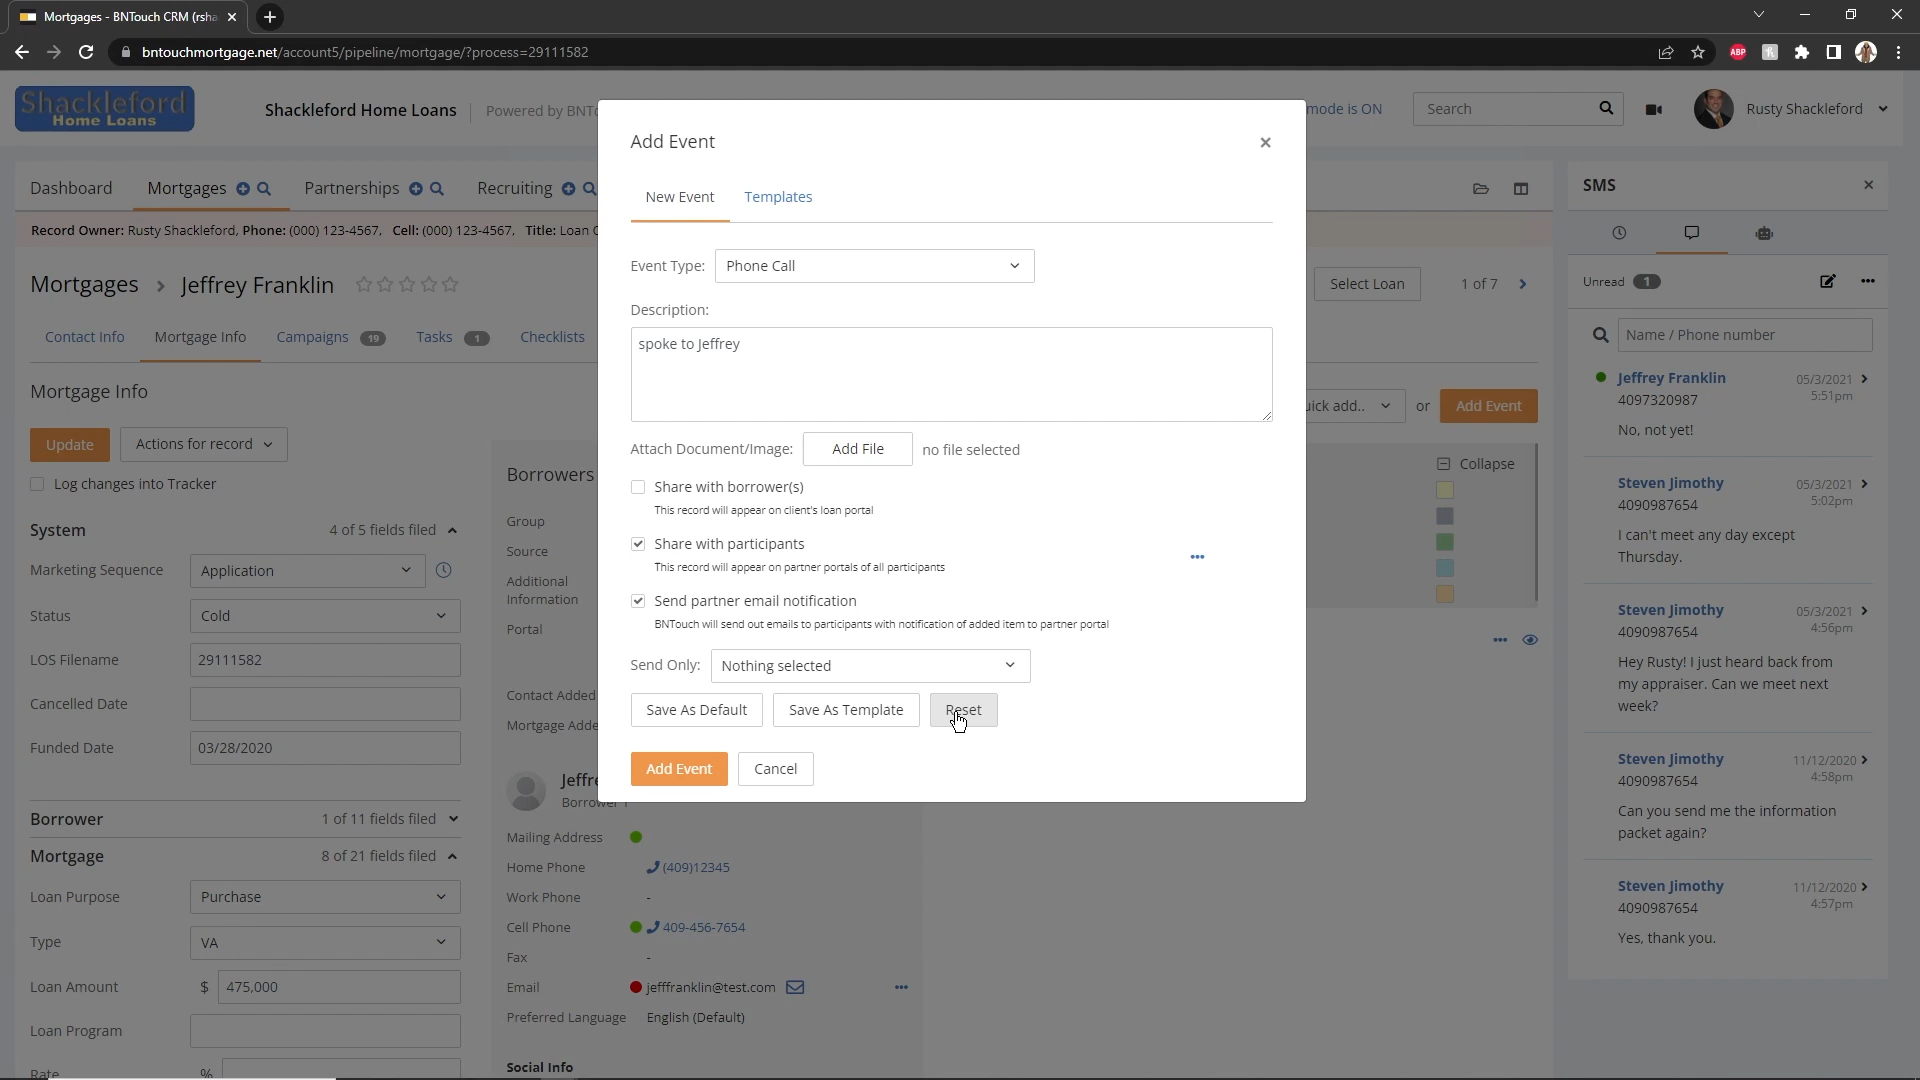 Mortgages - BNTouch CRM (rsha
bntouchmortgage.net/account5/pipeline/mortgage/?process=29111582
ABP
Shackleford
Home Loans
Shackleford Home Loans
Powered by BNTo
mode is ON
Search
Rusty Shackleford
Dashboard
Mortgages
Partnerships
Recruiting
Record Owner: Rusty Shackleford, Phone: (000) 123-4567, Cell: (000) 123-4567, Title: Loan
Mortgages > Jeffrey Franklin
Select Loan
1 of 7
Contact Info
Mortgage Info
Campaigns 19
Tasks 1
Checklists
Mortgage Info
uick add..
or
Add Event
Update
Actions for record
Log changes into Tracker
Collapse
System
4 of 5 fields filed
Marketing Sequence
Application
Status
Cold
LOS Filename
29111582
Cancelled Date
Funded Date
03/28/2020
Borrower
1 of 11 fields filed
Mortgage
8 of 21 fields filed
Loan Purpose
Purchase
Type
VA
Loan Amount
$ 475,000
Loan Program
Rate
%
Borrowers
Group
Source
Additional
Information
Portal
Contact Added
Mortgage Adde
Jeffre
Borrower 1
Mailing Address
Home Phone
(409)12345
Work Phone
-
Cell Phone
409-456-7654
Fax
-
Email
jefffranklin@test.com
Preferred Language
English (Default)
Social Info
Add Event
New Event
Templates
Event Type:
Phone Call
Description:
spoke to Jeffrey
Attach Document/Image:
Add File
no file selected
Share with borrower(s)
This record will appear on client's loan portal
Share with participants
This record will appear on partner portals of all participants
Send partner email notification
BNTouch will send out emails to participants with notification of added item to partner portal
Send Only:
Nothing selected
Save As Default
Save As Template
Reset
Add Event
Cancel
SMS
Unread 1
Name / Phone number
Jeffrey Franklin
05/3/2021
4097320987
5:51pm
No, not yet!
Steven Jimothy
05/3/2021
4090987654
5:02pm
I can't meet any day except
Thursday.
Steven Jimothy
05/3/2021
4090987654
4:56pm
Hey Rusty! I just heard back from
my appraiser. Can we meet next
week?
Steven Jimothy
11/12/2020
4090987654
4:58pm
Can you send me the information
packet again?
Steven Jimothy
11/12/2020
4090987654
4:57pm
Yes, thank you.